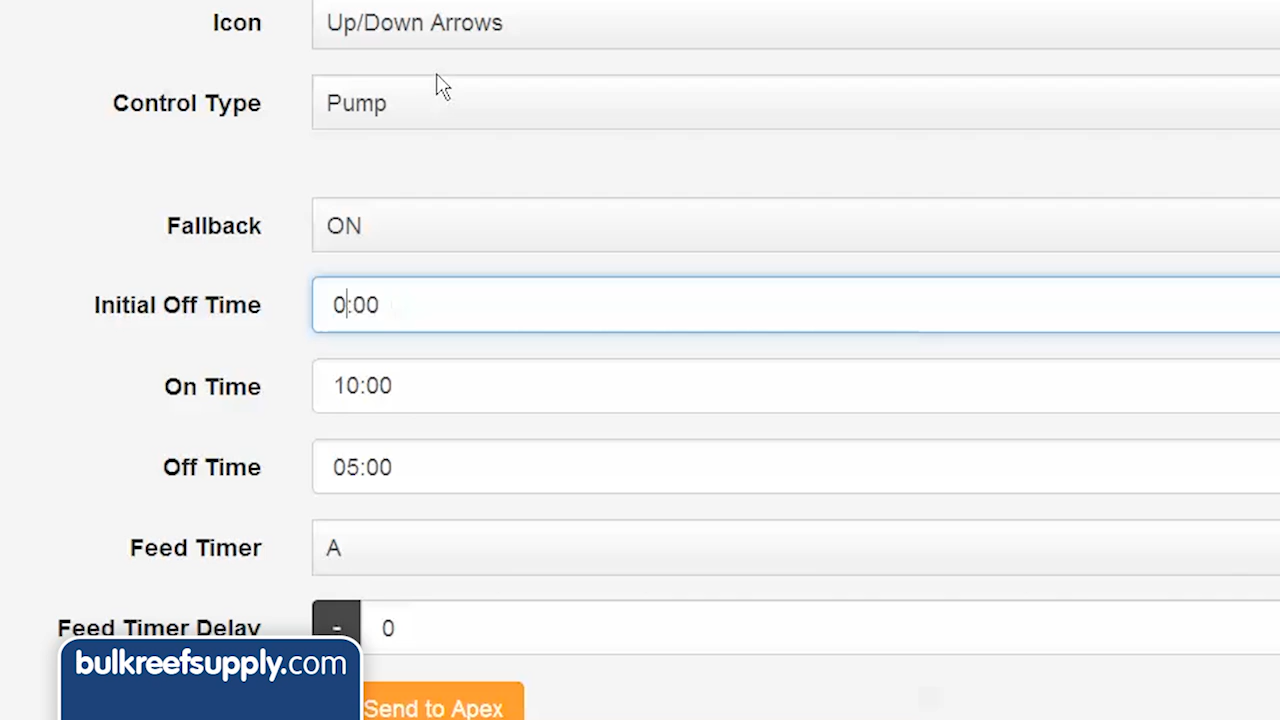 Icon Up/Down Arrows
Control Type Pump
Fallback ON
Initial Off Time 0:00
On Time 10:00
Off Time 05:00
Feed Timer A
Feed Timer Delay - 0
bulkreefsupply.com
Send to Apex